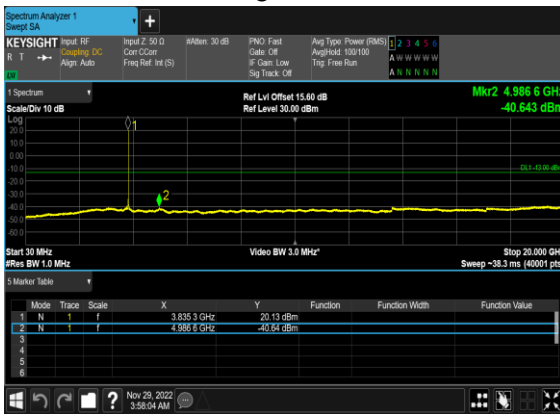 Spectrum Analyzer 1
Swept SA
+
KEYSIGHT Input: RF Input Z: 50 Ω #Atten: 30 dB PNO: Fast Avg Type: Power (RMS) 1 2 3 4 5 6
R T Coupling: DC Corr CCorr Gate: Off Avg|Hold: 100/100 A W W W W W
Align: Auto Freq Ref: Int (S) IF Gain: Low Trig: Free Run
LV Sig Track: Off A N N N N N
1 Spectrum Ref Lvl Offset 15.60 dB Mkr2 4.986 6 GHz
Scale/Div 10 dB Ref Level 30.00 dBm -40.643 dBm
Log
20.0
10.0
0.00
-10.0
-20.0
-30.0
-40.0
-50.0
-60.0
1
2
DL1 -13.00 dBm
Start 30 MHz Video BW 3.0 MHz* Stop 20.000 GH
#Res BW 1.0 MHz Sweep ~38.3 ms (40001 pts
5 Marker Table
Mode Trace Scale X Y Function Function Width Function Value
1 N 1 f 3.835 3 GHz 20.13 dBm
2 N 1 f 4.986 6 GHz -40.64 dBm
3
4
5
6
? Nov 29, 2022
3:58:04 AM